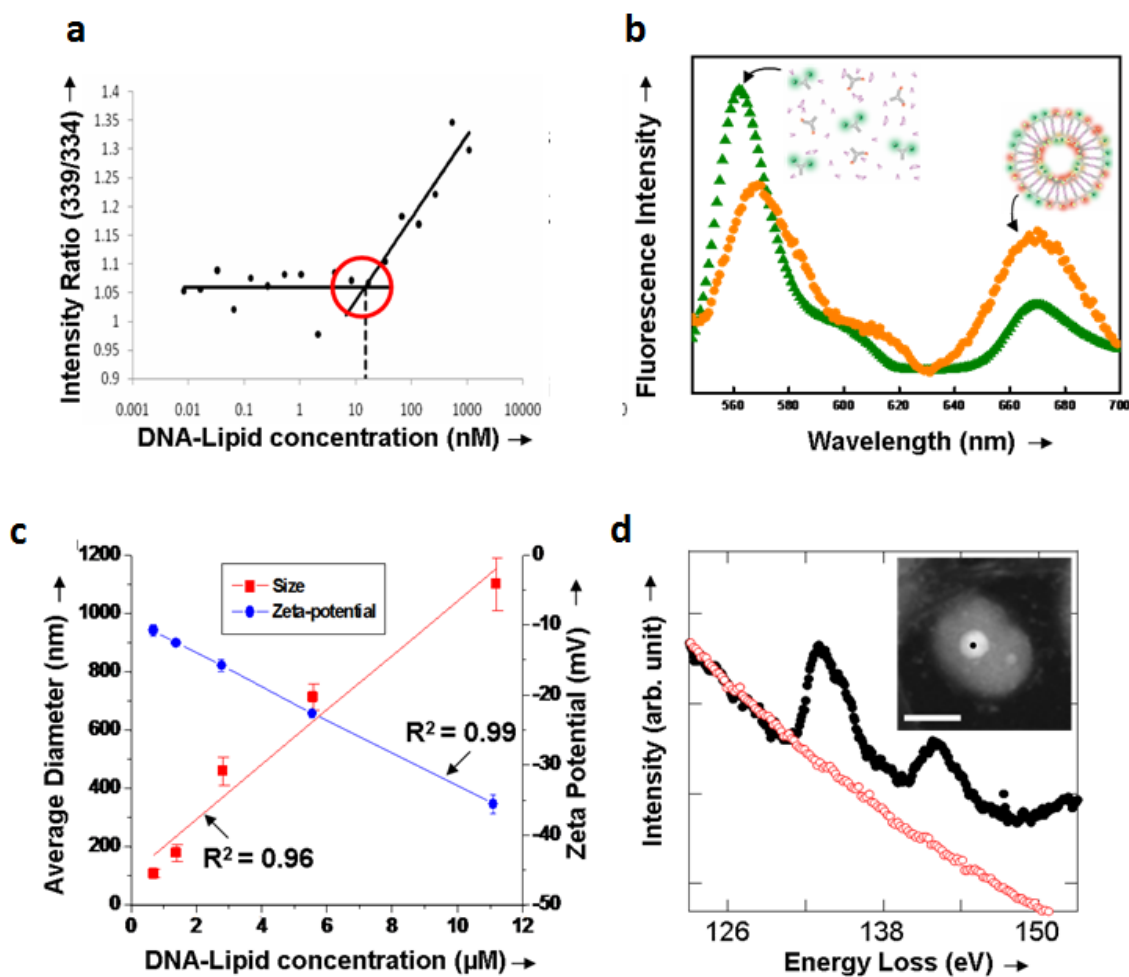 a
Intensity Ratio (339/334) →
1.4
1.35
1.3
1.25
1.2
1.15
1.1
1.05
1
0.95
0.9
0.001 0.01 0.1 1 10 100 1000 10000
DNA-Lipid concentration (nM) →
b
Fluorescence Intensity →
0
560 580 600 620 640 660 680 700
Wavelength (nm) →
c
Average Diameter (nm) →
1200
1000
800
600
400
200
0
Size
Zeta-potential
R² = 0.99
R² = 0.96
0
-10
-20
-30
-40
-50
Zeta Potential (mV) →
0 2 4 6 8 10 11 12
DNA-Lipid concentration (µM) →
d
Intensity (arb. unit) →
126 138 150
Energy Loss (eV) →